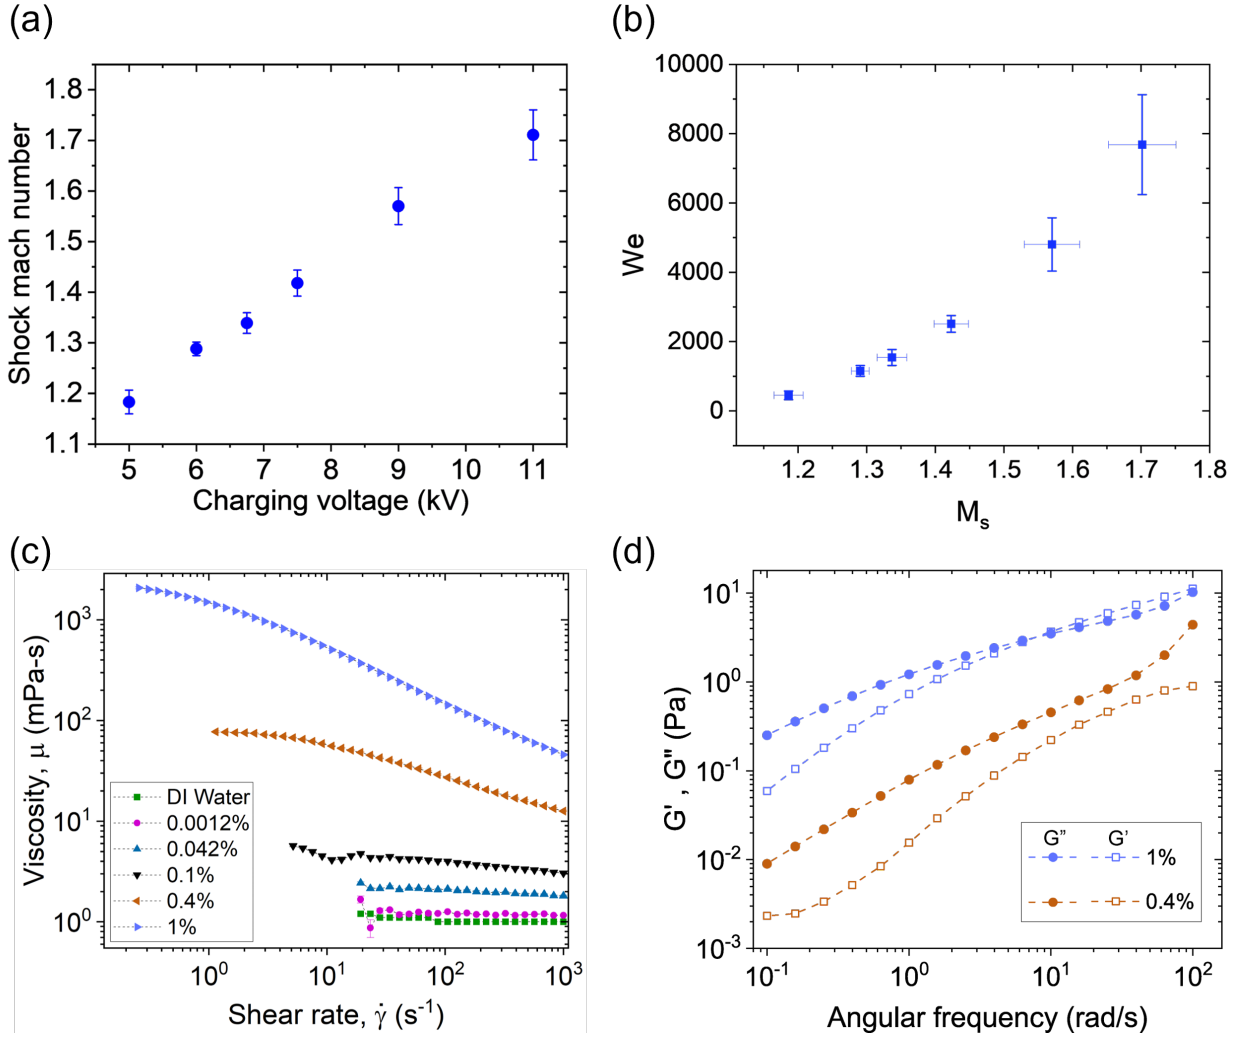 (a)
1.8
1.7
1.6
1.5
1.4
1.3
1.2
1.1
Shock mach number
5 6 7 8 9 10 11
Charging voltage (kV)
(b)
10000
8000
6000
4000
2000
0
We
1.2 1.3 1.4 1.5 1.6 1.7 1.8
Mₛ
(c)
10³
10²
10¹
10⁰
Viscosity, μ (mPa-s)
DI Water
0.0012%
0.042%
0.1%
0.4%
1%
10⁰ 10¹ 10² 10³
Shear rate, γ̇ (s⁻¹)
(d)
10¹
10⁰
10⁻¹
10⁻²
10⁻³
G' , G" (Pa)
G" G'
1%
0.4%
10⁻¹ 10⁰ 10¹ 10²
Angular frequency (rad/s)